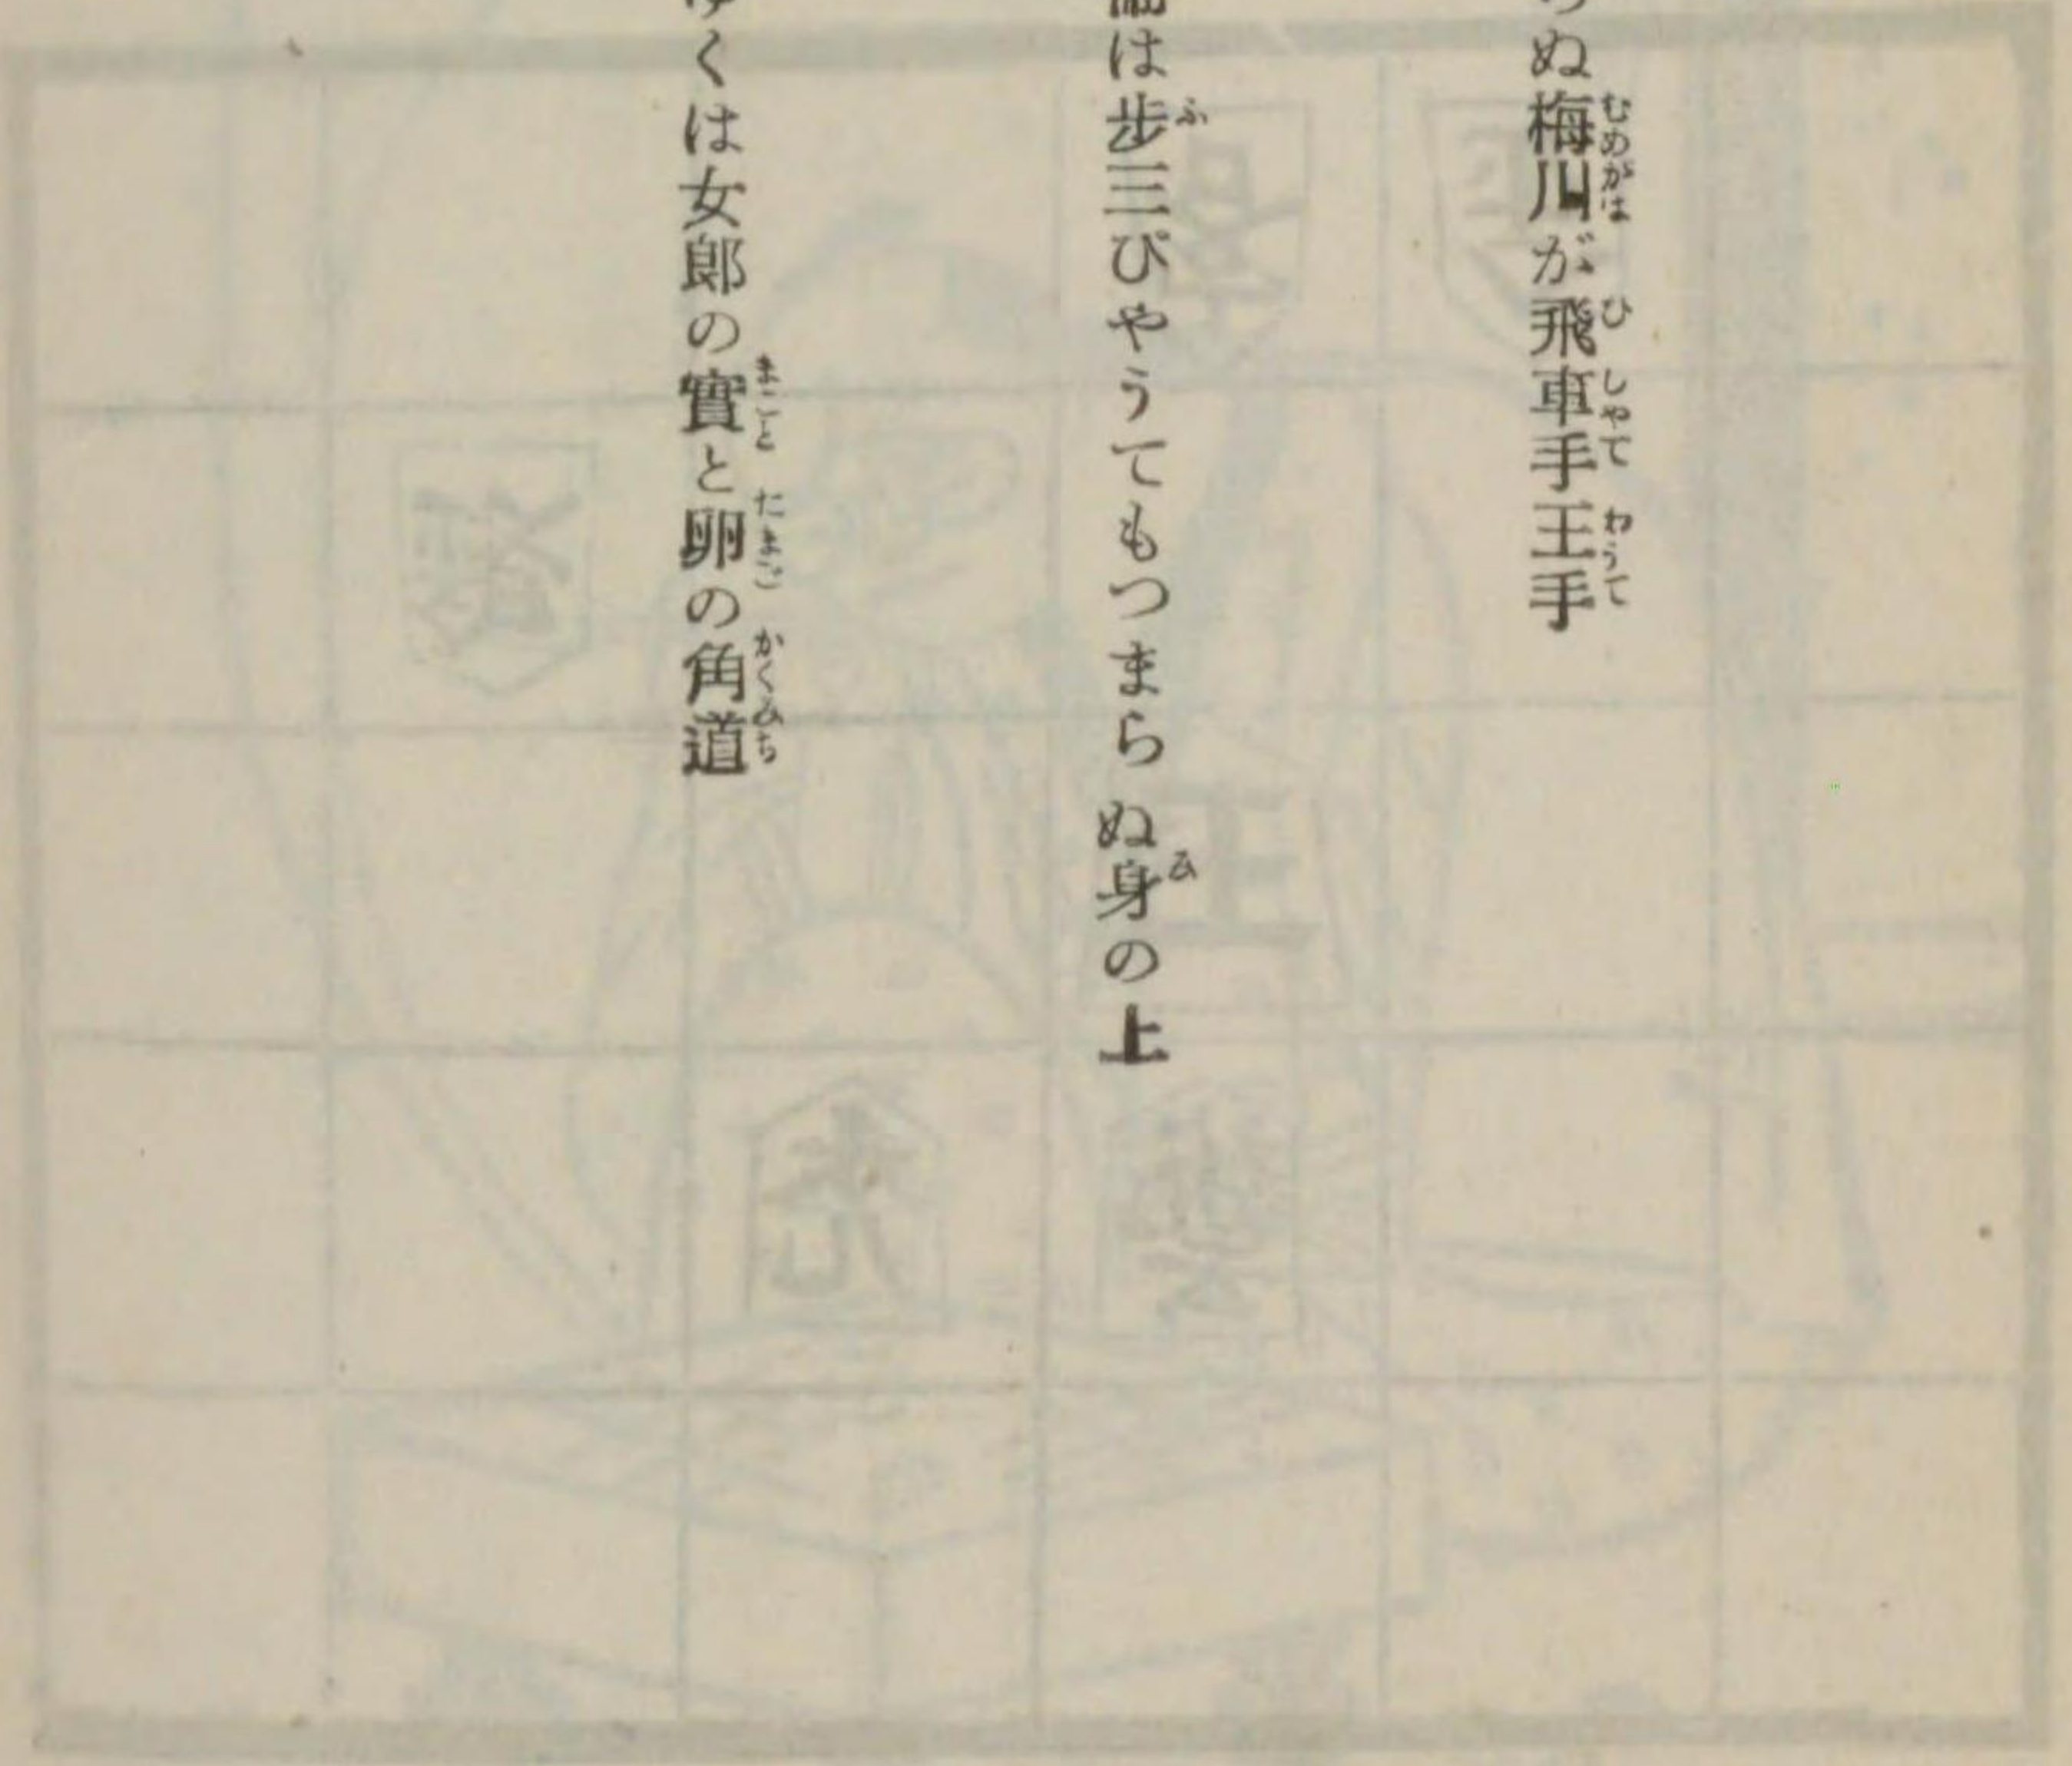 ぬ梅川が飛車手王手
は歩三ぴやうてもつまらぬ身の上
くは女郎の實と卵の角道